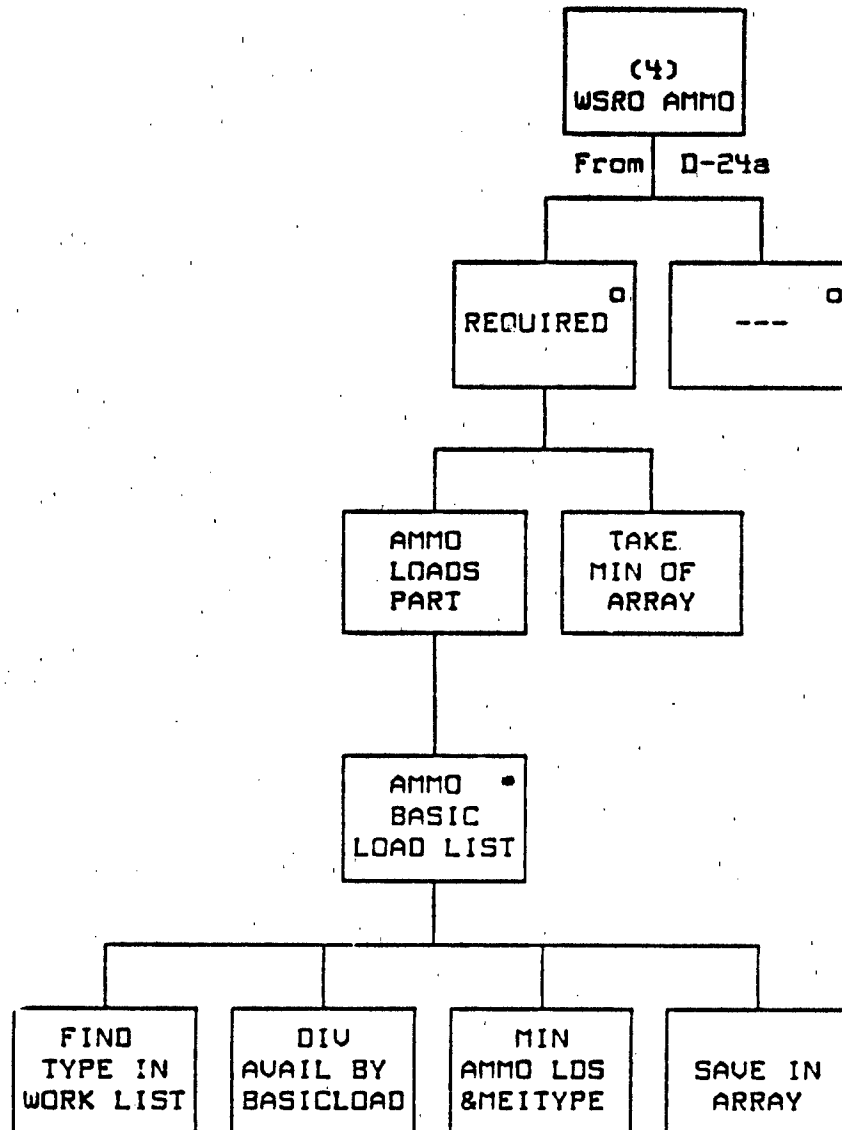 (4)
WSRO AMMO
From D-24a
REQUIRED
---
AMMO
LOADS
PART
TAKE
MIN OF
ARRAY
AMMO *
BASIC
LOAD LIST
FIND
TYPE IN
WORK LIST
DIV
AVAIL BY
BASICLOAD
MIN
AMMO LDS
&MEITYPE
SAVE IN
ARRAY